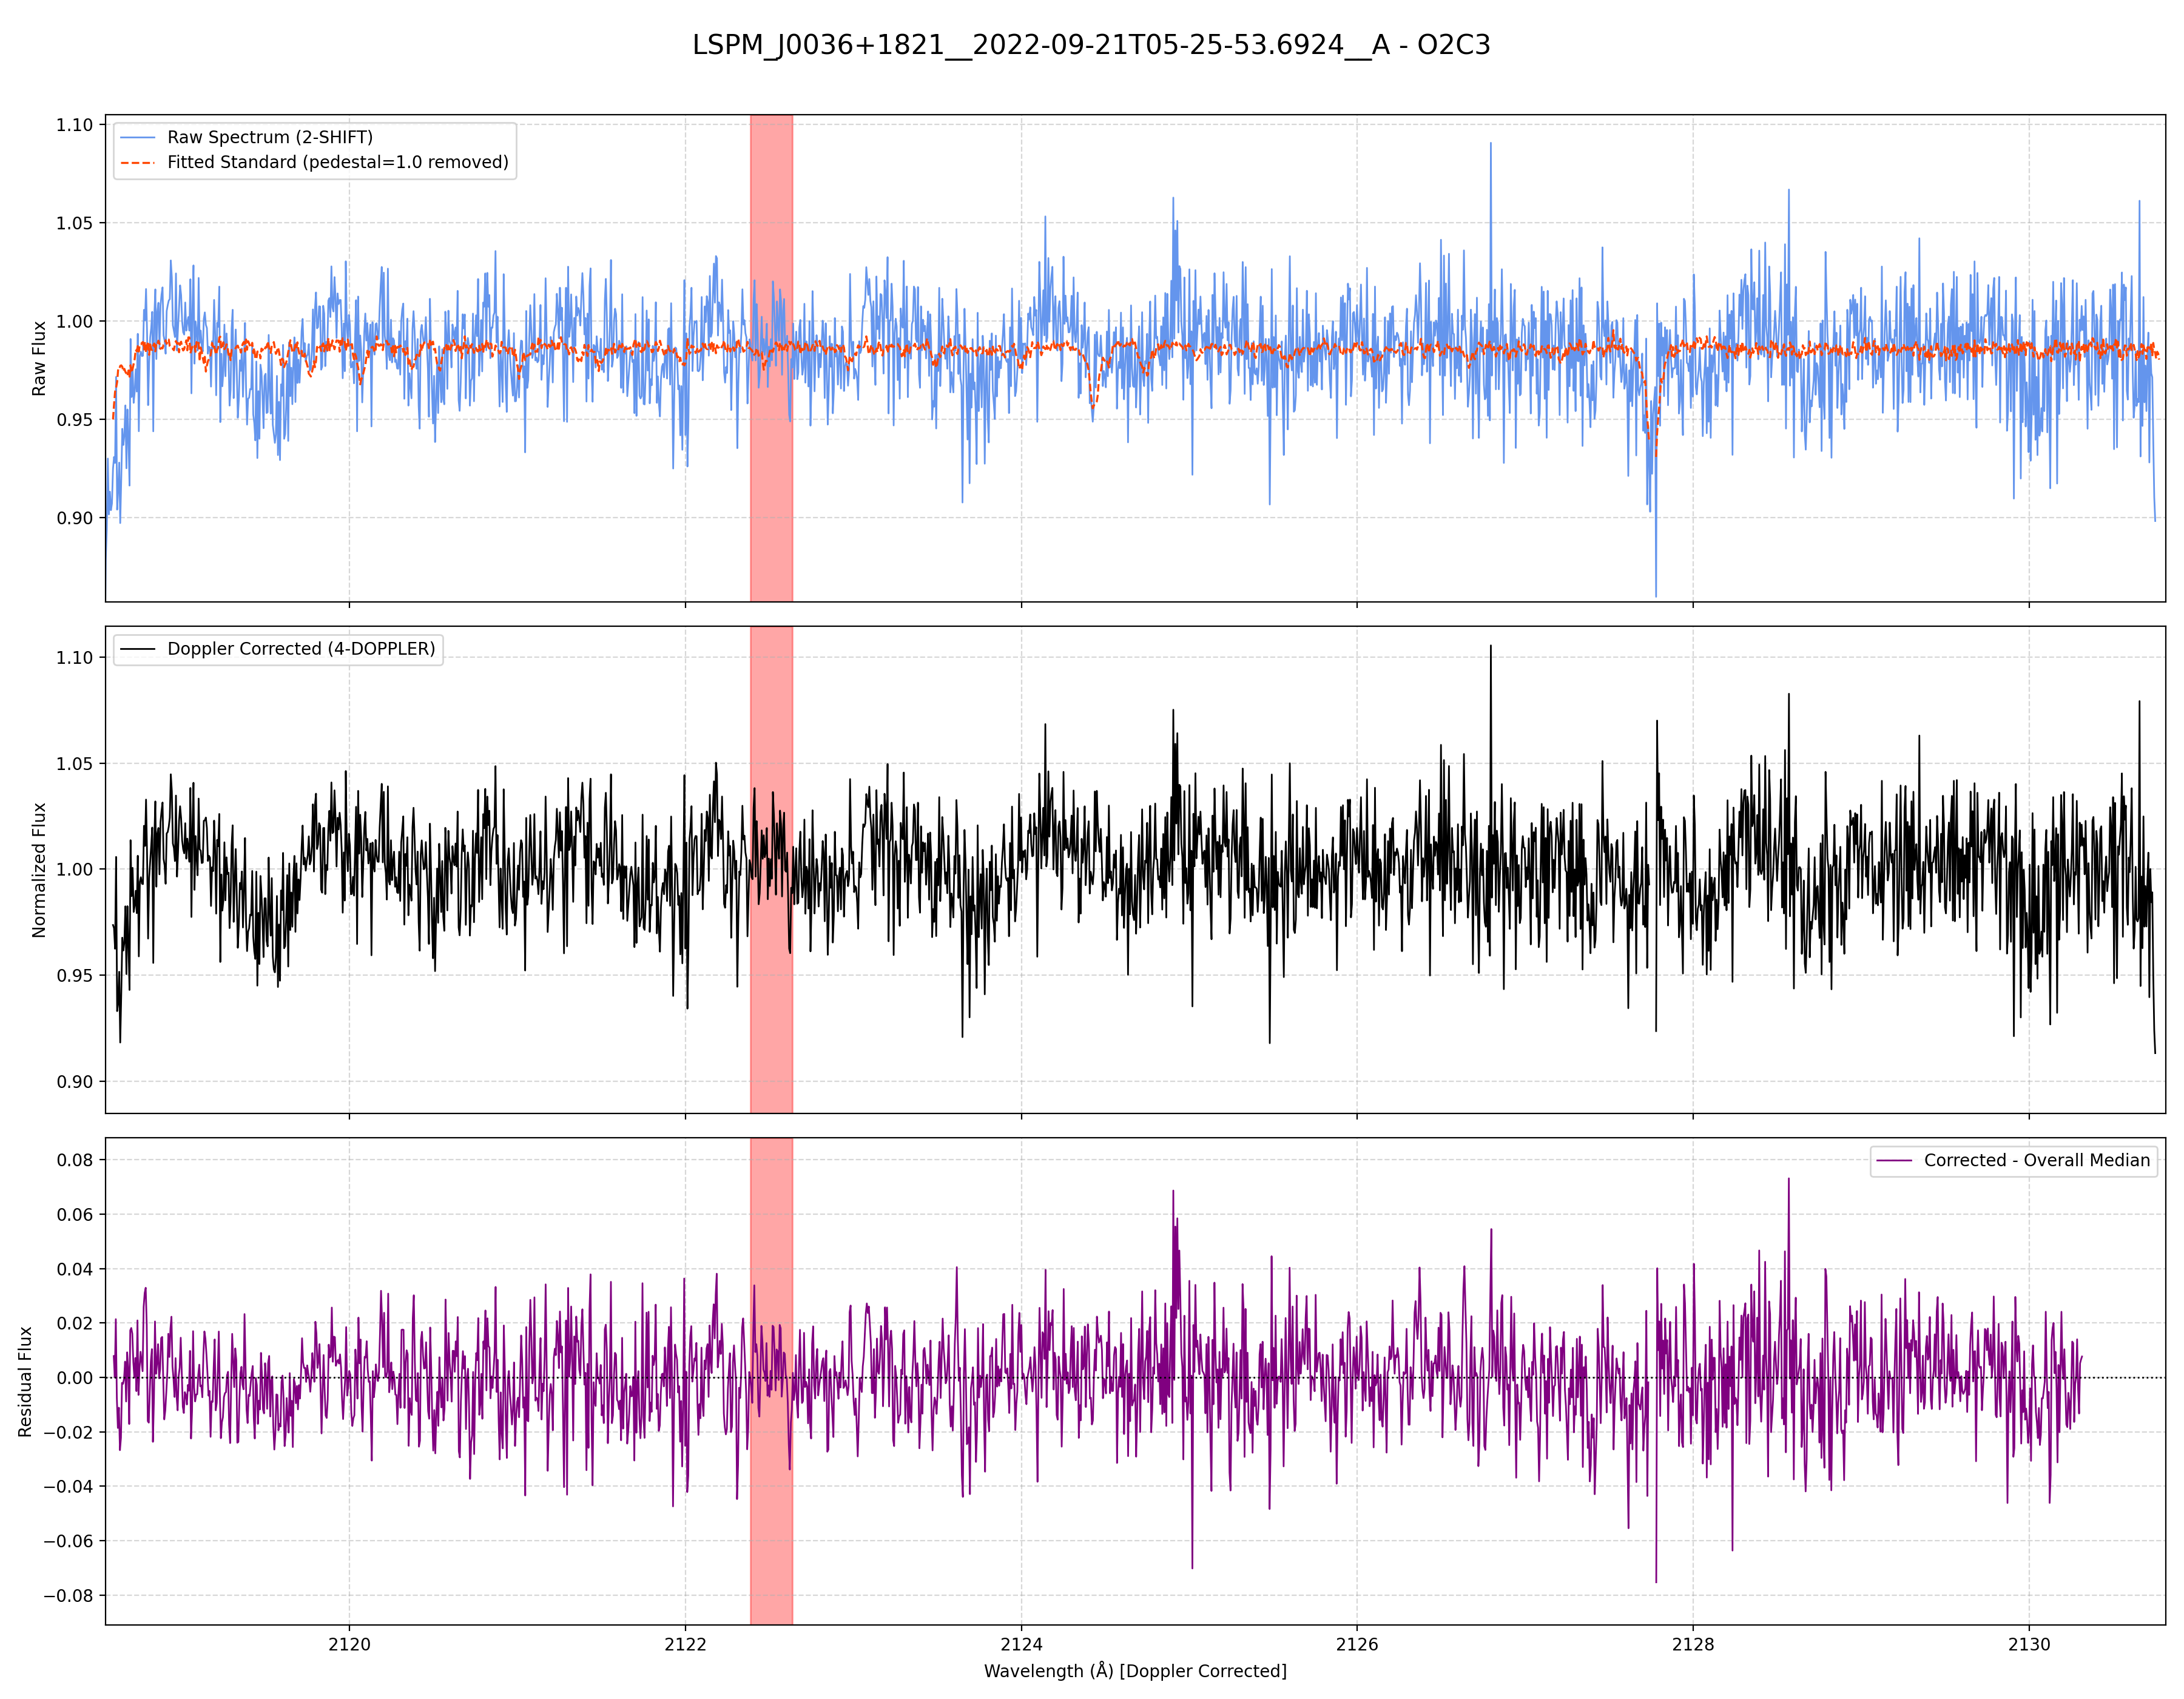 LSPM_J0036+1821__2022-09-21T05-25-53.6924__A - O2C3
Raw Spectrum (2-SHIFT)
Fitted Standard (pedestal=1.0 removed)
Raw Flux
1.10
1.05
1.00
0.95
0.90
Doppler Corrected (4-DOPPLER)
Normalized Flux
1.10
1.05
1.00
0.95
0.90
Corrected - Overall Median
Residual Flux
0.08
0.06
0.04
0.02
0.00
−0.02
−0.04
−0.06
−0.08
2120 2122 2124 2126 2128 2130
Wavelength (Å) [Doppler Corrected]